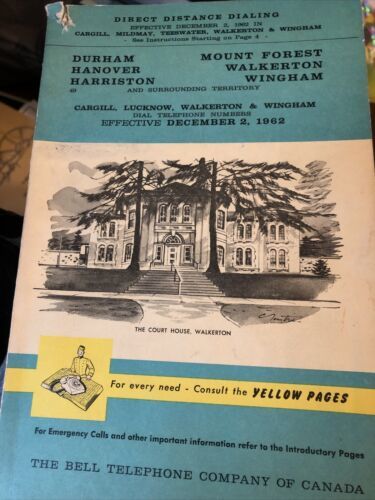 DIRECT DISTANCE DIALING
EFFECTIVE DECEMBER 2, 1962 IN
CARGILL, MILDMAY, TEESWATER, WALKERTON & WINGHAM
- See Instructions Starting on Page 4 -
DURHAM MOUNT FOREST
HANOVER WALKERTON
HARRISTON WINGHAM
69 AND SURROUNDING TERRITORY
CARGILL, LUCKNOW, WALKERTON & WINGHAM
DIAL TELEPHONE NUMBERS
EFFECTIVE DECEMBER 2, 1962
THE COURT HOUSE, WALKERTON
For every need - Consult the YELLOW PAGES
For Emergency Calls and other important information refer to the Introductory Pages
THE BELL TELEPHONE COMPANY OF CANADA